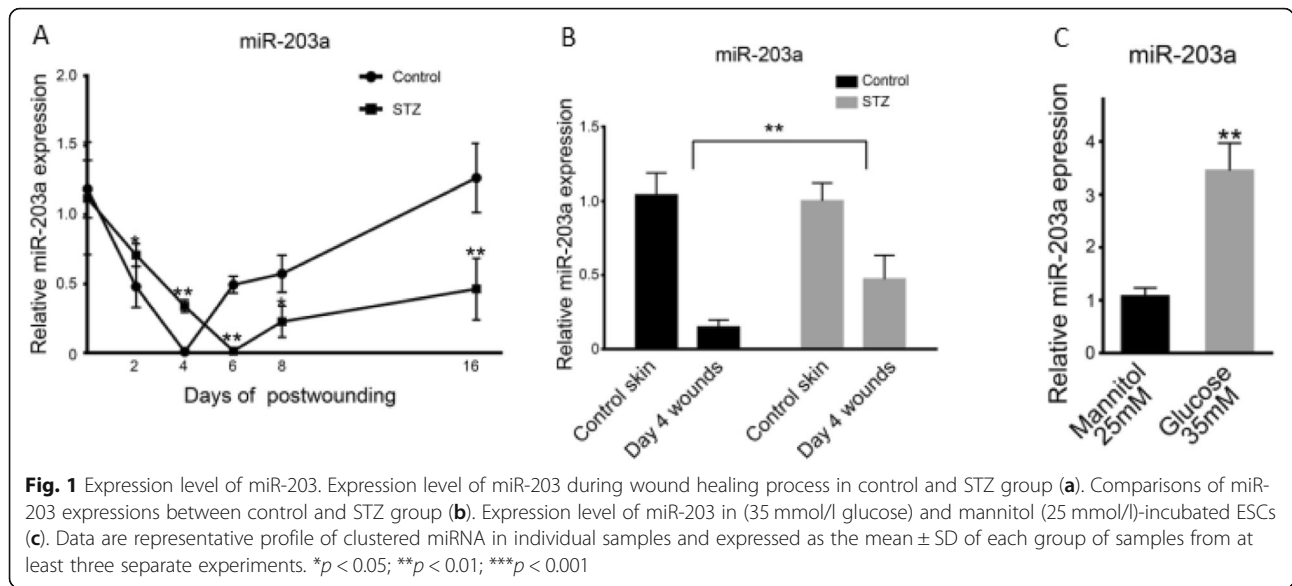 A
miR-203a
Control
STZ
Relative miR-203a expression
2.0
1.5
1.0
0.5
0
*
**
**
*
**
2
4
6
8
16
Days of postwounding
B
miR-203a
Control
STZ
Relative miR-203a expression
1.5
1.0
0.5
0
**
Control skin
Day 4 wounds
Control skin
Day 4 wounds
C
miR-203a
Relative miR-203a epression
4
3
2
1
0
**
Mannitol
25mM
Glucose
35mM
Fig. 1 Expression level of miR-203. Expression level of miR-203 during wound healing process in control and STZ group (a). Comparisons of miR-
203 expressions between control and STZ group (b). Expression level of miR-203 in (35 mmol/l glucose) and mannitol (25 mmol/l)-incubated ESCs
(c). Data are representative profile of clustered miRNA in individual samples and expressed as the mean ± SD of each group of samples from at
least three separate experiments. *p < 0.05; **p < 0.01; ***p < 0.001